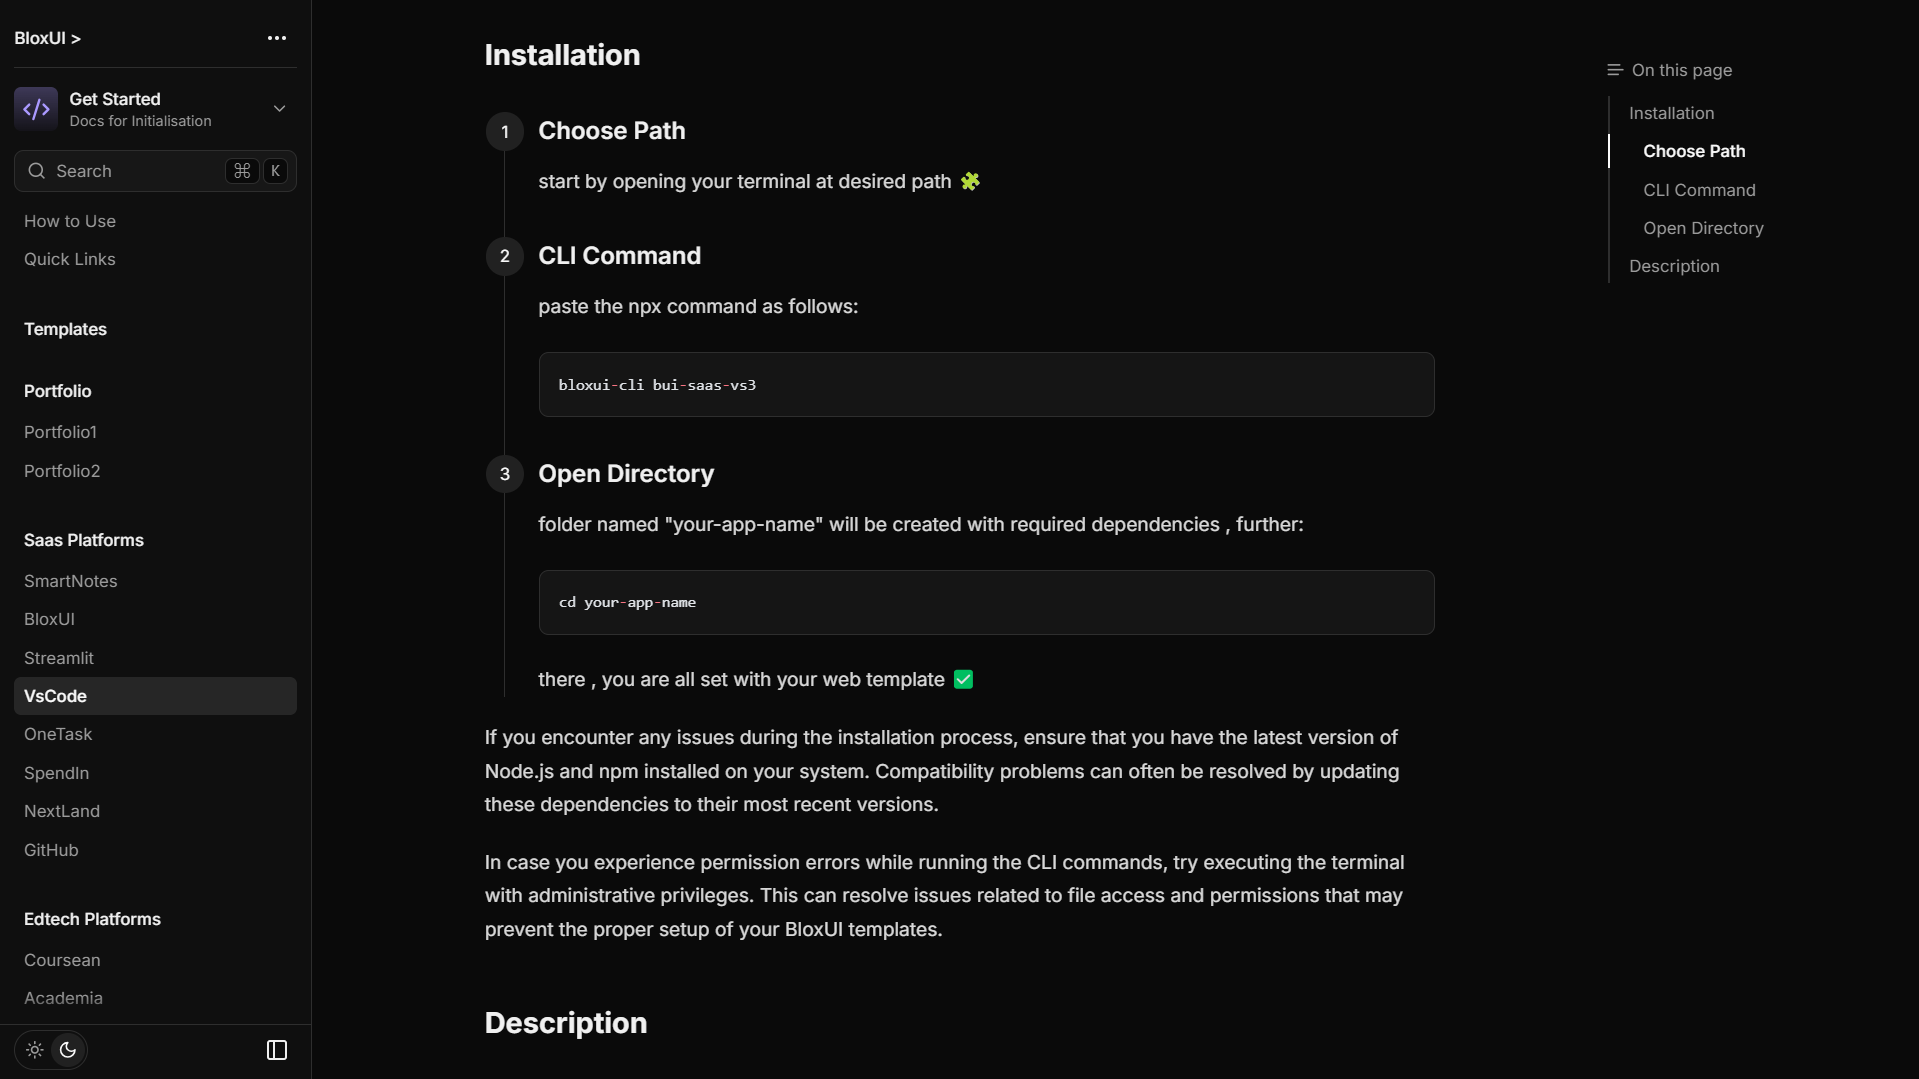 BloxUI >
Get Started
Docs for Initialisation
Search ⌘ K
How to Use
Quick Links
Templates
Portfolio
Portfolio1
Portfolio2
Saas Platforms
SmartNotes
BloxUI
Streamlit
VsCode
OneTask
SpendIn
NextLand
GitHub
Edtech Platforms
Coursean
Academia
Installation
1 Choose Path
start by opening your terminal at desired path 🧩
2 CLI Command
paste the npx command as follows:
bloxui-cli bui-saas-vs3
3 Open Directory
folder named "your-app-name" will be created with required dependencies , further:
cd your-app-name
there , you are all set with your web template ✅
If you encounter any issues during the installation process, ensure that you have the latest version of
Node.js and npm installed on your system. Compatibility problems can often be resolved by updating
these dependencies to their most recent versions.
In case you experience permission errors while running the CLI commands, try executing the terminal
with administrative privileges. This can resolve issues related to file access and permissions that may
prevent the proper setup of your BloxUI templates.
Description
On this page
Installation
Choose Path
CLI Command
Open Directory
Description